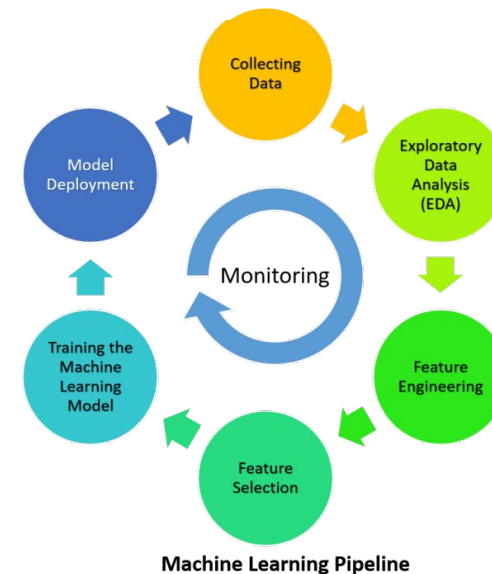 Collecting
Data
Exploratory
Data
Analysis
(EDA)
Feature
Engineering
Feature
Selection
Training the
Machine
Learning
Model
Model
Deployment
Monitoring
Machine Learning Pipeline